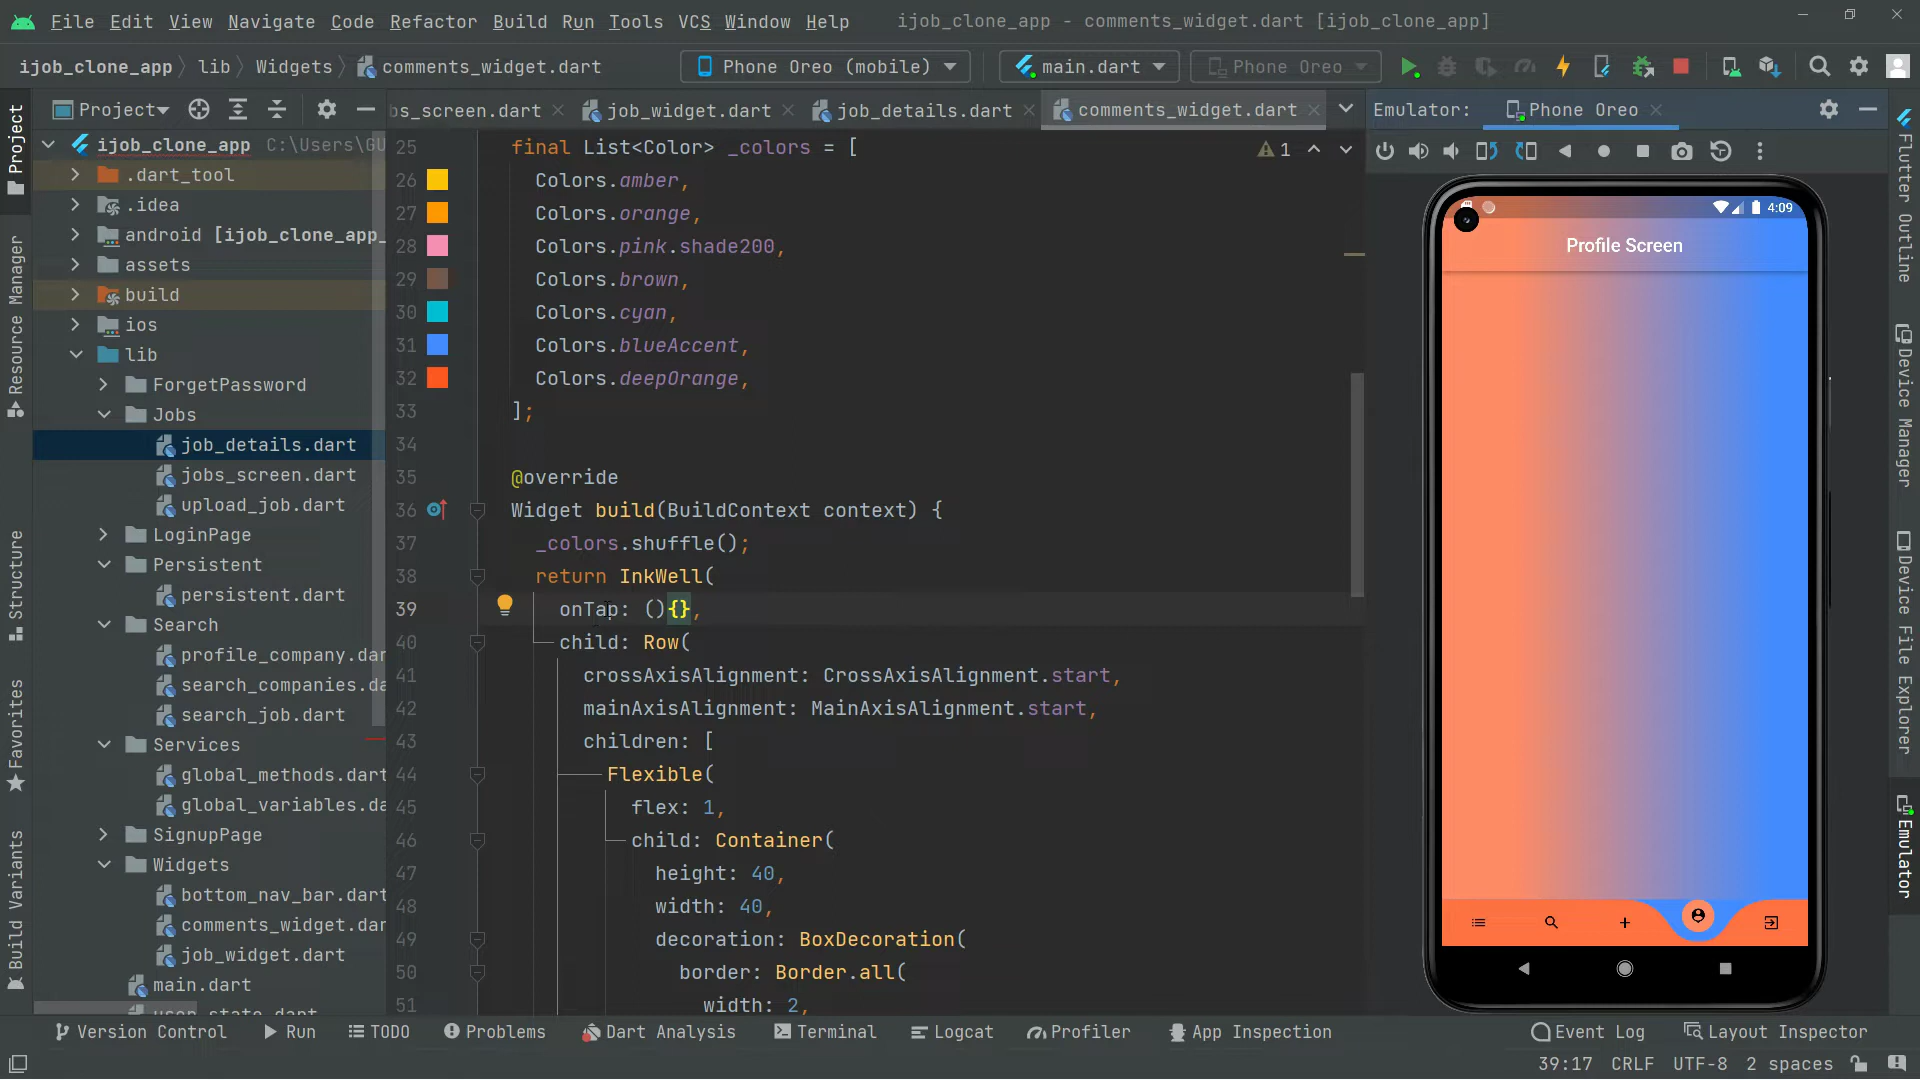 File Edit View Navigate Code Refactor Build Run Tools VCS Window Help ijob_clone_app - comments_widget.dart [ijob_clone_app]
ijob_clone_app lib Widgets comments_widget.dart Phone Oreo (mobile) main.dart Phone Oreo
Project bs_screen.dart job_widget.dart job_details.dart comments_widget.dart Emulator: Phone Oreo
ijob_clone_app C:\Users\GU
.dart_tool
.idea
android [ijob_clone_app_
assets
build
ios
lib
ForgetPassword
Jobs
job_details.dart
jobs_screen.dart
upload_job.dart
LoginPage
Persistent
persistent.dart
Search
profile_company.dar
search_companies.da
search_job.dart
Services
global_methods.dart
global_variables.da
SignupPage
Widgets
bottom_nav_bar.dart
comments_widget.dar
job_widget.dart
main.dart
user_state.dart
25 final List<Color> _colors = [
26 Colors.amber,
27 Colors.orange,
28 Colors.pink.shade200,
29 Colors.brown,
30 Colors.cyan,
31 Colors.blueAccent,
32 Colors.deepOrange,
33 ];
34
35 @override
36 Widget build(BuildContext context) {
37 _colors.shuffle();
38 return InkWell(
39 onTap: (){},
40 child: Row(
41 crossAxisAlignment: CrossAxisAlignment.start,
42 mainAxisAlignment: MainAxisAlignment.start,
43 children: [
44 Flexible(
45 flex: 1,
46 child: Container(
47 height: 40,
48 width: 40,
49 decoration: BoxDecoration(
50 border: Border.all(
51 width: 2,
1
4:09
Profile Screen
Project
Resource Manager
Structure
Favorites
Build Variants
Flutter Outline
Device Manager
Device File Explorer
Emulator
Version Control Run TODO Problems Dart Analysis Terminal Logcat Profiler App Inspection Event Log Layout Inspector
39:17 CRLF UTF-8 2 spaces